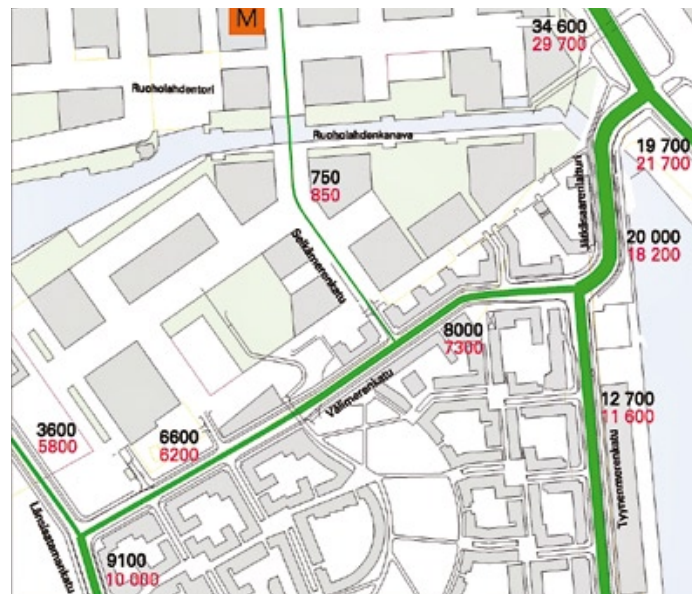 M
34 600
29 700
Ruoholahdentori
Ruoholahdenkanava
19 700
21 700
750
850
Jätkäsaarenlaituri
Selkämerenkatu
20 000
18 200
8000
7300
Välimerenkatu
12 700
11 600
3600
5800
6600
6200
Tyynenmerenkatu
Länsisatamankatu
9100
10 000